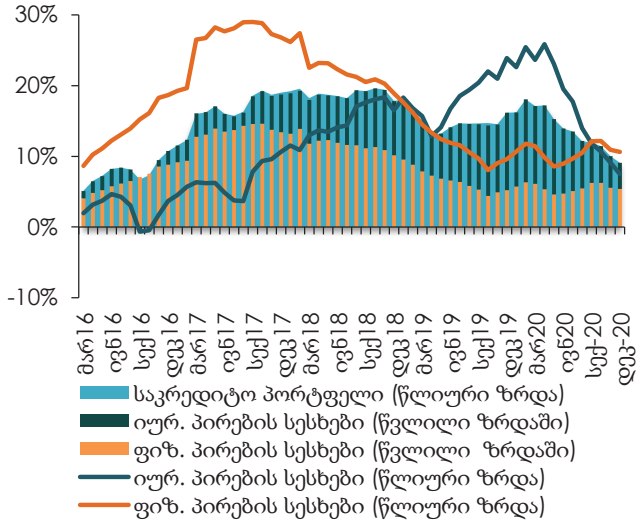 30%
20%
10%
0%
-10%
მარ16
ივნ16
სექ16
დეკ16
მარ17
ივნ17
სექ17
დეკ17
მარ18
ივნ18
სექ18
დეკ18
მარ19
ივნ19
სექ19
დეკ19
მარ20
ივნ20
სექ-20
დეკ-20
საკრედიტო პორტფელი (წლიური ზრდა)
იურ. პირების სესხები (წვლილი ზრდაში)
ფიზ. პირების სესხები (წვლილი ზრდაში)
იურ. პირების სესხები (წლიური ზრდა)
ფიზ. პირების სესხები (წლიური ზრდა)